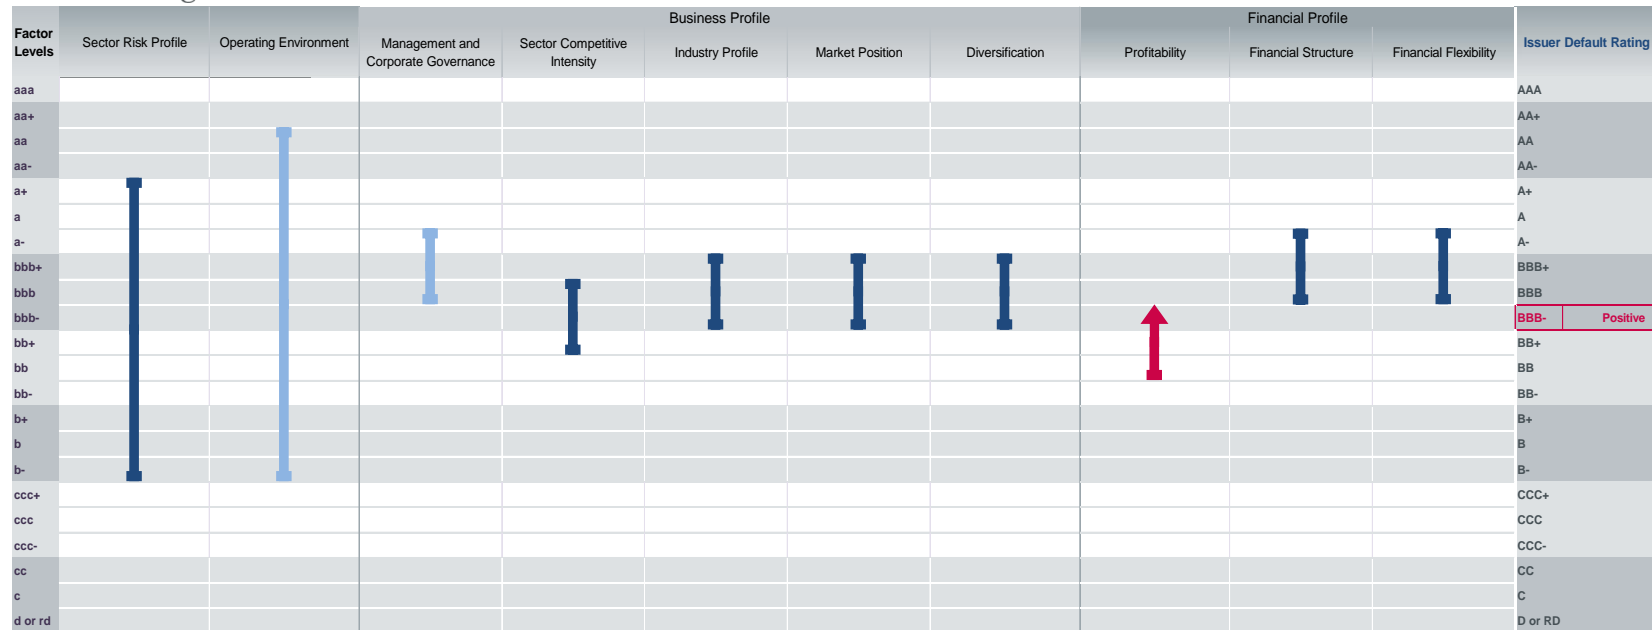 Factor Levels
Sector Risk Profile
Operating Environment
Business Profile
Management and Corporate Governance
Sector Competitive Intensity
Industry Profile
Market Position
Diversification
Financial Profile
Profitability
Financial Structure
Financial Flexibility
Issuer Default Rating
aaa AAA
aa+ AA+
aa AA
aa- AA-
a+ A+
a A
a- A-
bbb+ BBB+
bbb BBB
bbb- BBB- Positive
bb+ BB+
bb BB
bb- BB-
b+ B+
b B
b- B-
ccc+ CCC+
ccc CCC
ccc- CCC-
cc CC
c C
d or rd D or RD